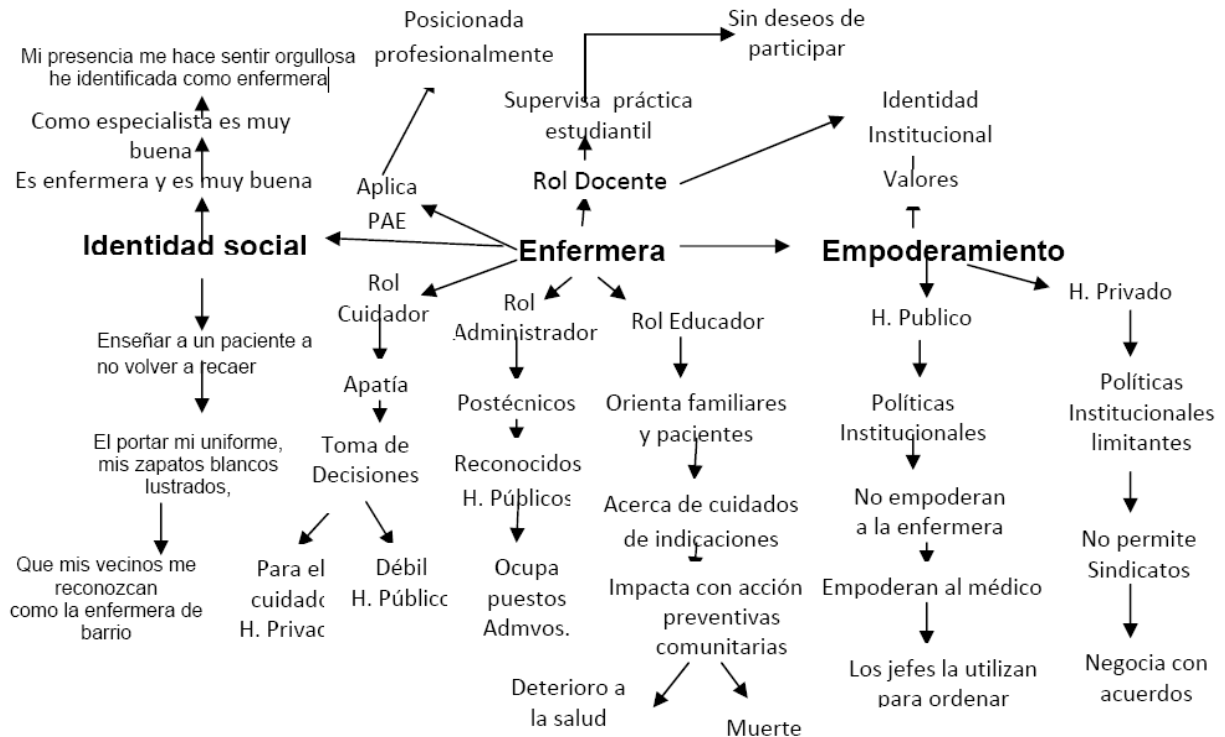 Posicionada
profesionalmente
Sin deseos de
participar
Mi presencia me hace sentir orgullosa
he identificada como enfermera
Supervisa práctica
estudiantil
Identidad
Institucional
Valores
Como especialista es muy
buena
Es enfermera y es muy buena
Aplica
PAE
Rol Docente
Identidad social
Enfermera
Empoderamiento
Enseñar a un paciente a
no volver a recaer
El portar mi uniforme,
mis zapatos blancos
lustrados,
Que mis vecinos me
reconozcan
como la enfermera de
barrio
Rol
Cuidador
Apatía
Toma de
Decisiones
Para el
cuidado
H. Privac
Débil
H. Público
Rol
Administrador
Postécnicos
Reconocidos
H. Públicos
Ocupa
puestos
Admvos.
Rol Educador
Orienta familiares
y pacientes
Acerca de cuidados
de indicaciones
Impacta con acción
preventivas
comunitarias
Deterioro a
la salud
Muerte
H. Publico
Políticas
Institucionales
No empoderan
a la enfermera
Empoderan al médico
Los jefes la utilizan
para ordenar
H. Privado
Políticas
Institucionales
limitantes
No permite
Sindicatos
Negocia con
acuerdos